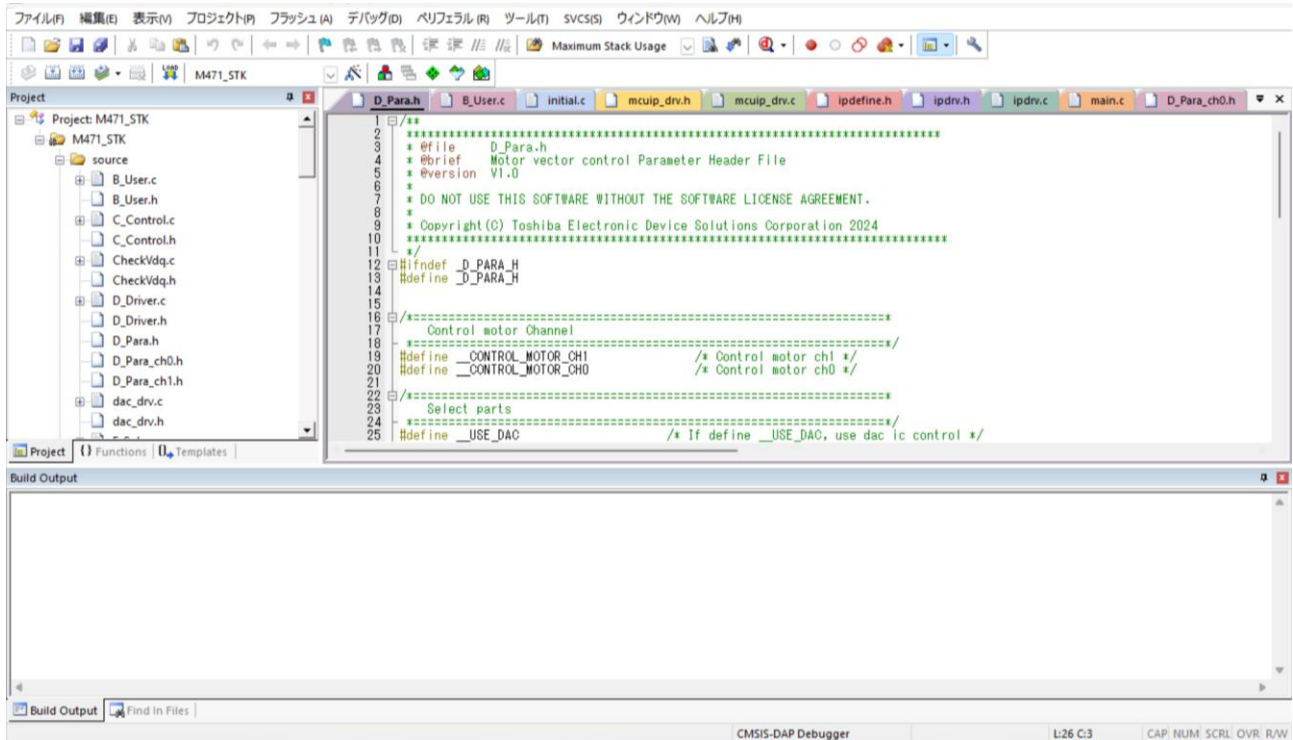 ファイル(F) 編集(E) 表示(V) プロジェクト(P) フラッシュ(A) デバッグ(D) ペリフェラル(R) ツール(T) SVCS(S) ウィンドウ(W) ヘルプ(H)
Maximum Stack Usage
LOAD M471_STK
Project
Project: M471_STK
M471_STK
source
B_User.c
B_User.h
C_Control.c
C_Control.h
CheckVdq.c
CheckVdq.h
D_Driver.c
D_Driver.h
D_Para.h
D_Para_ch0.h
D_Para_ch1.h
dac_drv.c
dac_drv.h
Project {} Functions Templates
D_Para.h B_User.c initial.c mcuip_drv.h mcuip_drv.c ipdefine.h ipdrv.h ipdrv.c main.c D_Para_ch0.h
1 /**
2 ****************************************************************************
3 * @file D_Para.h
4 * @brief Motor vector control Parameter Header File
5 * @version V1.0
6 *
7 * DO NOT USE THIS SOFTWARE WITHOUT THE SOFTWARE LICENSE AGREEMENT.
8 *
9 * Copyright(C) Toshiba Electronic Device Solutions Corporation 2024
10 *****************************************************************************
11 */
12 #ifndef _D_PARA_H
13 #define _D_PARA_H
14
15
16 /*===================================================================*
17 Control motor Channel
18 *===================================================================*/
19 #define __CONTROL_MOTOR_CH1 /* Control motor ch1 */
20 #define __CONTROL_MOTOR_CH0 /* Control motor ch0 */
21
22 /*===================================================================*
23 Select parts
24 *===================================================================*/
25 #define __USE_DAC /* If define __USE_DAC, use dac ic control */
Build Output
Build Output Find In Files
CMSIS-DAP Debugger L:26 C:3 CAP NUM SCRL OVR R/W